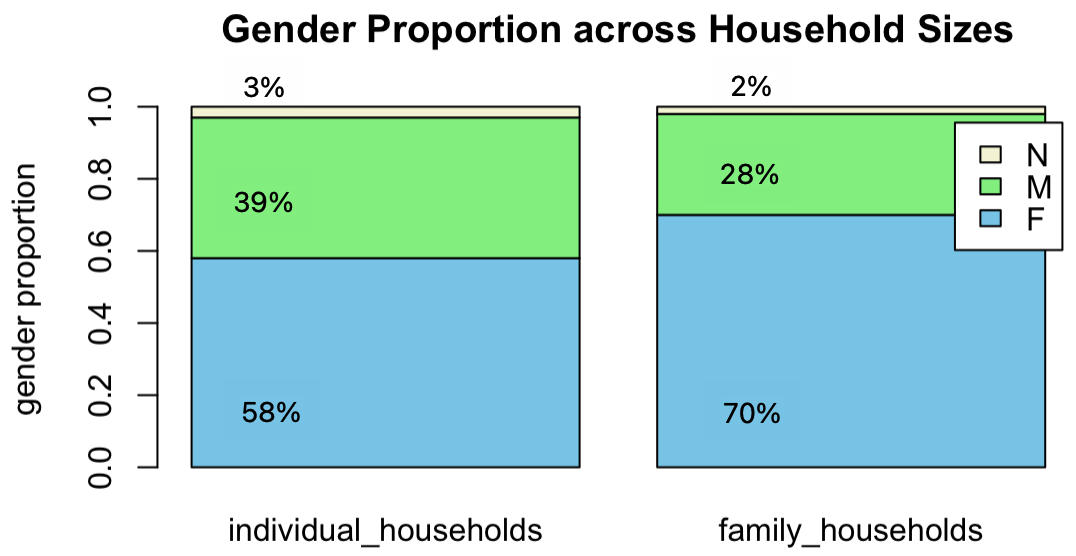 Gender Proportion across Household Sizes
gender proportion
1.0
0.8
0.6
0.4
0.2
0.0
3%
39%
58%
2%
28%
70%
N
M
F
individual_households
family_households